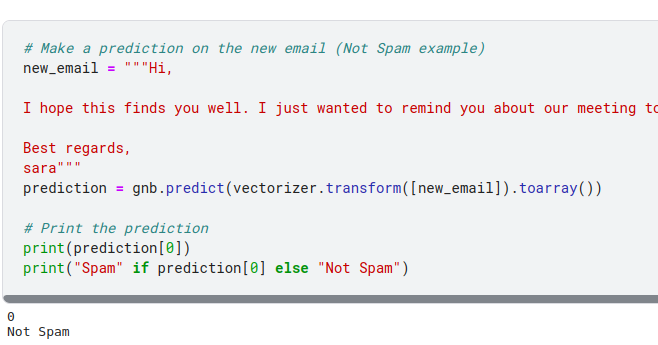 # Make a prediction on the new email (Not Spam example)
new_email = """Hi,
I hope this finds you well. I just wanted to remind you about our meeting
Best regards,
sara"""
prediction = gnb.predict(vectorizer.transform([new_email]).toarray())
# Print the prediction
print(prediction[0])
print("Spam" if prediction[0] else "Not Spam")
0
Not Spam